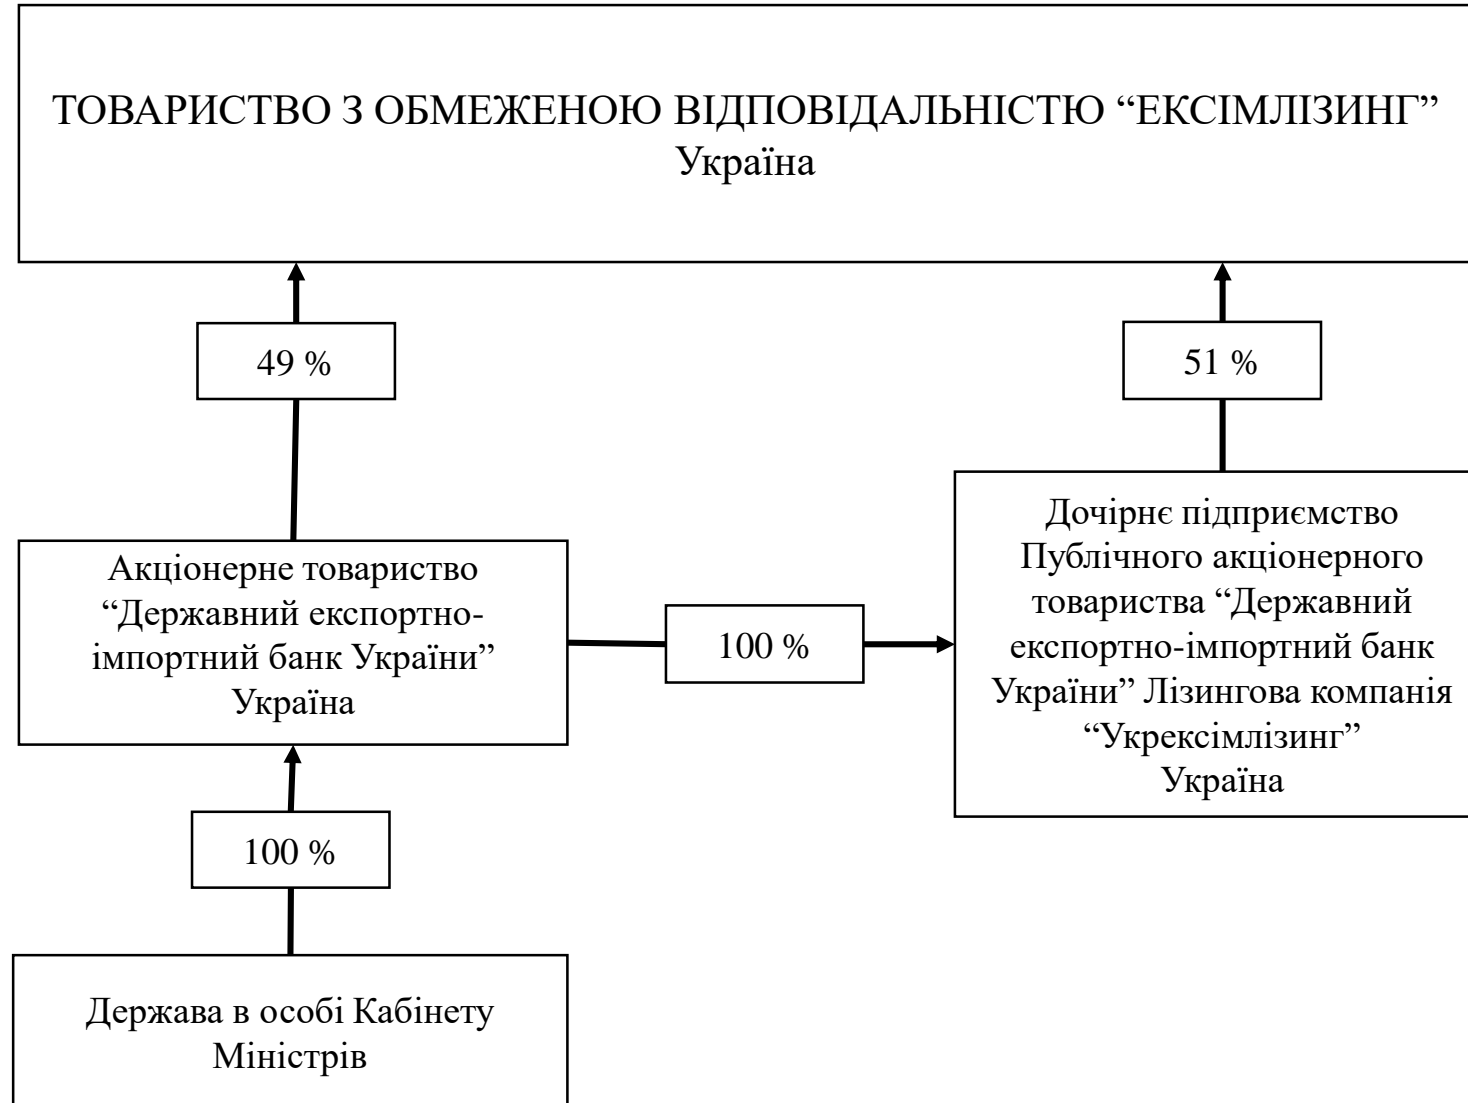 ТОВАРИСТВО З ОБМЕЖЕНОЮ ВІДПОВІДАЛЬНІСТЮ “ЕКСІМЛІЗИНГ”
Україна
49 %
51 %
Акціонерне товариство
“Державний експортно-
імпортний банк України”
Україна
100 %
Дочірнє підприємство
Публічного акціонерного
товариства “Державний
експортно-імпортний банк
України” Лізингова компанія
“Укрексімлізинг”
Україна
100 %
Держава в особі Кабінету
Міністрів